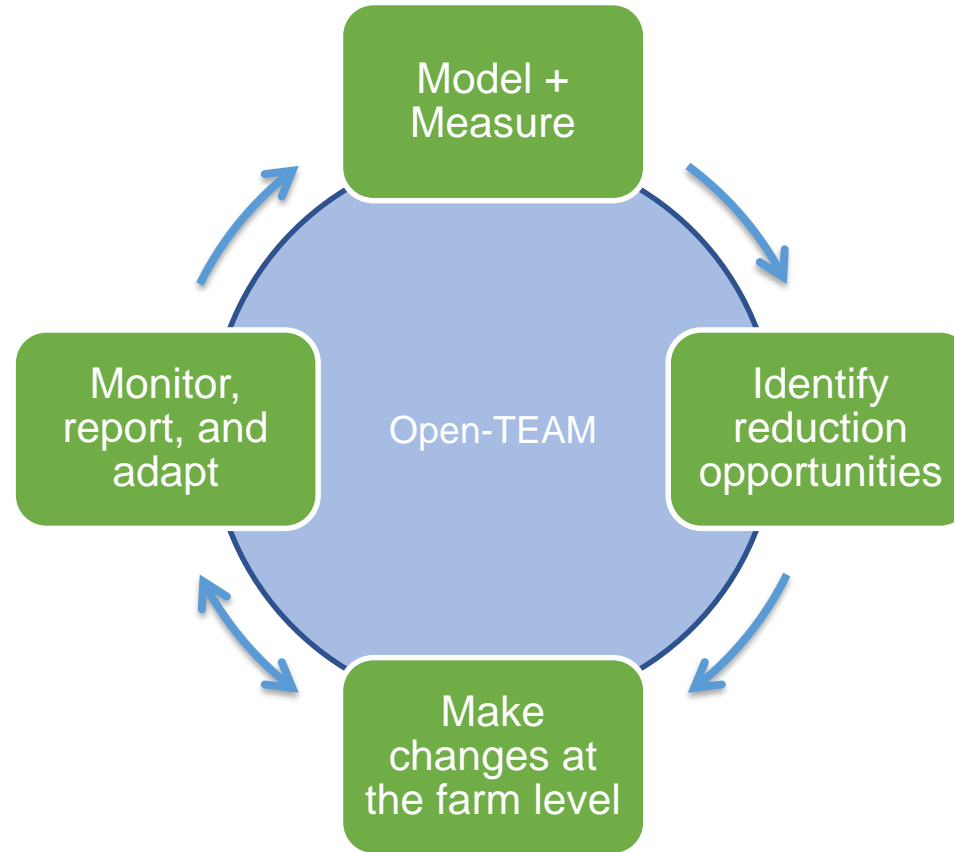 Model +
Measure
Monitor,
report, and
adapt
Open-TEAM
Identify
reduction
opportunities
Make
changes at
the farm level